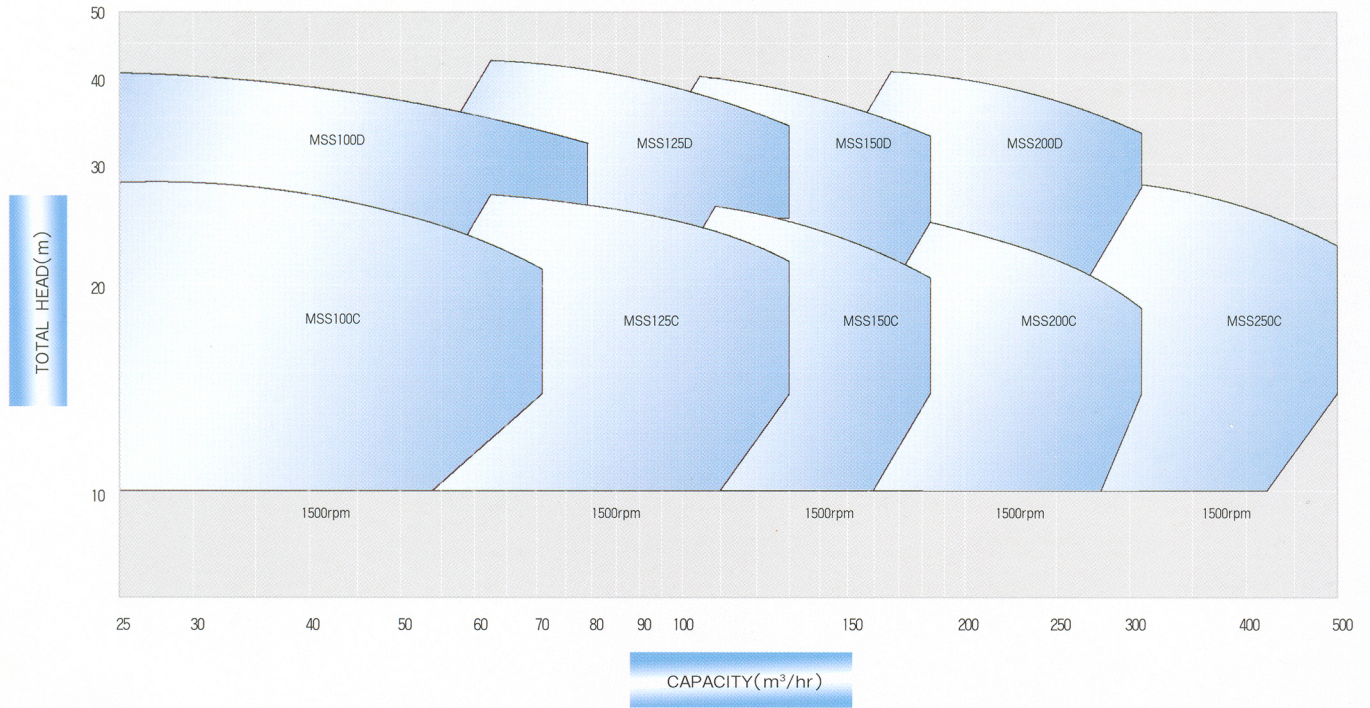 50
40
30
20
10
TOTAL HEAD(m)
MSS100D
MSS125D
MSS150D
MSS200D
MSS100C
MSS125C
MSS150C
MSS200C
MSS250C
1500rpm
1500rpm
1500rpm
1500rpm
1500rpm
25 30 40 50 60 70 80 90 100 150 200 250 300 400 500
CAPACITY(m³/hr)